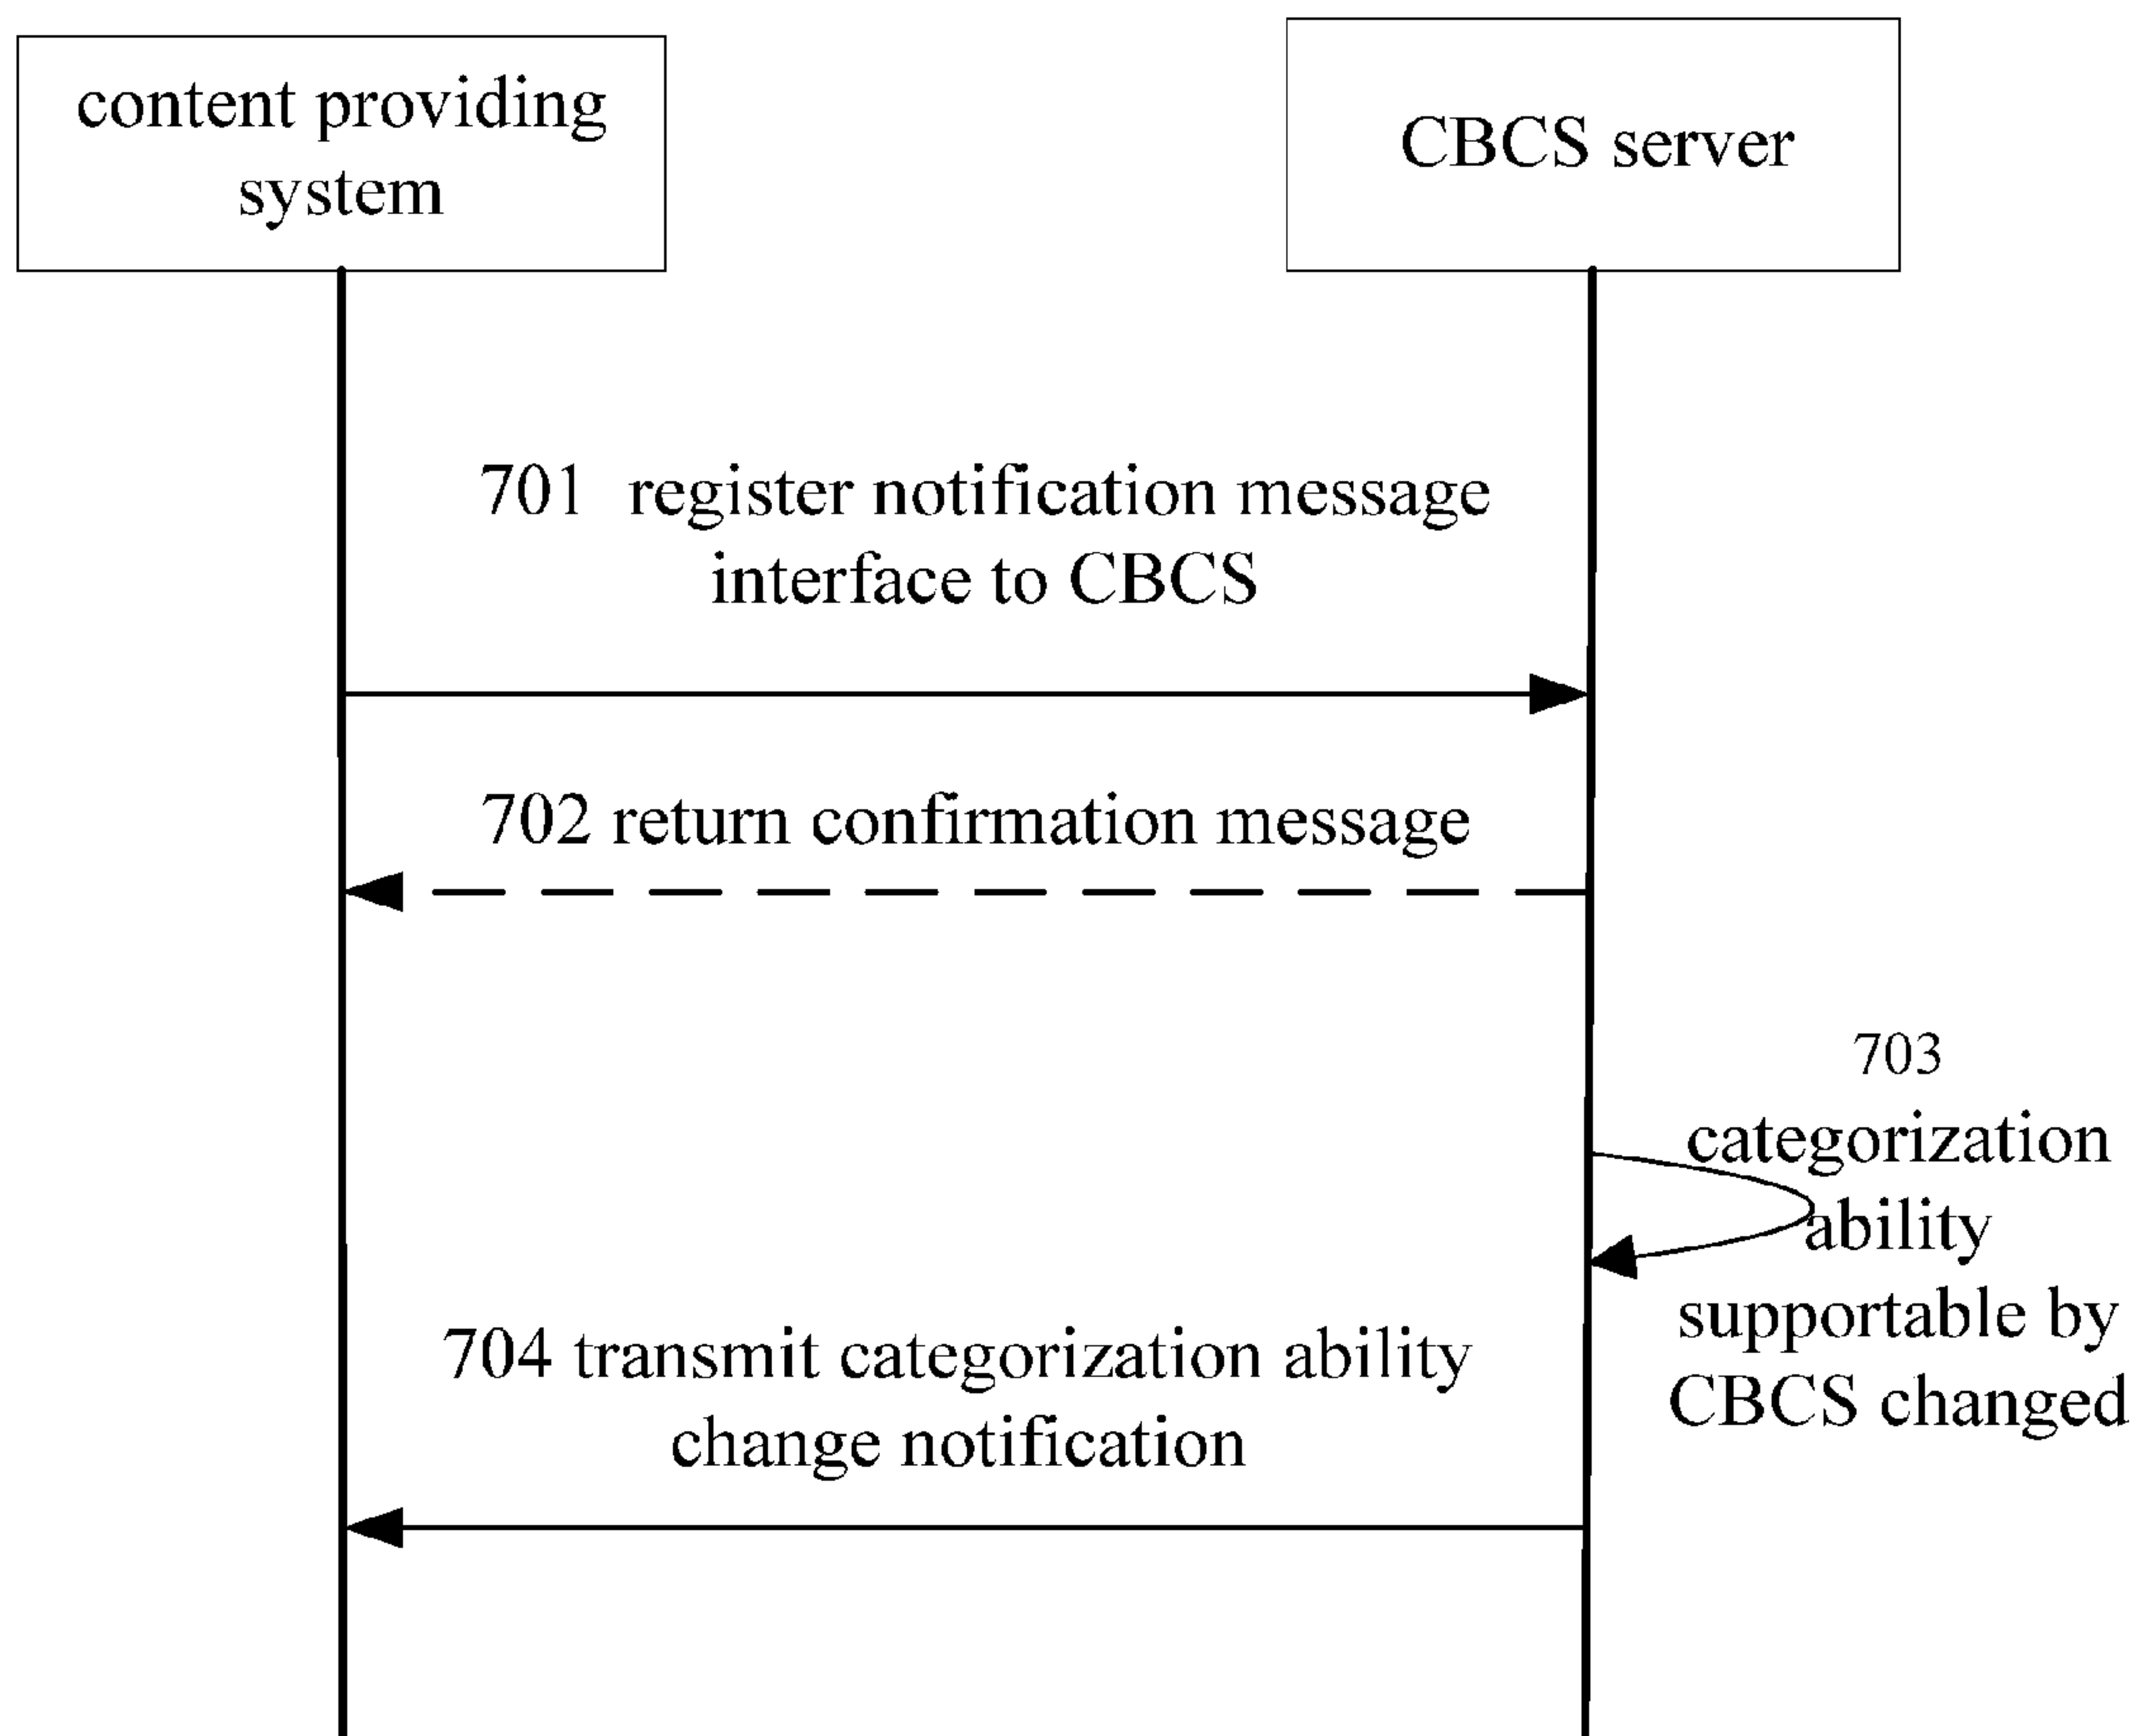 content providing
system
CBCS server
701 register notification message
interface to CBCS
702 return confirmation message
703
categorization
ability
supportable by
CBCS changed
704 transmit categorization ability
change notification